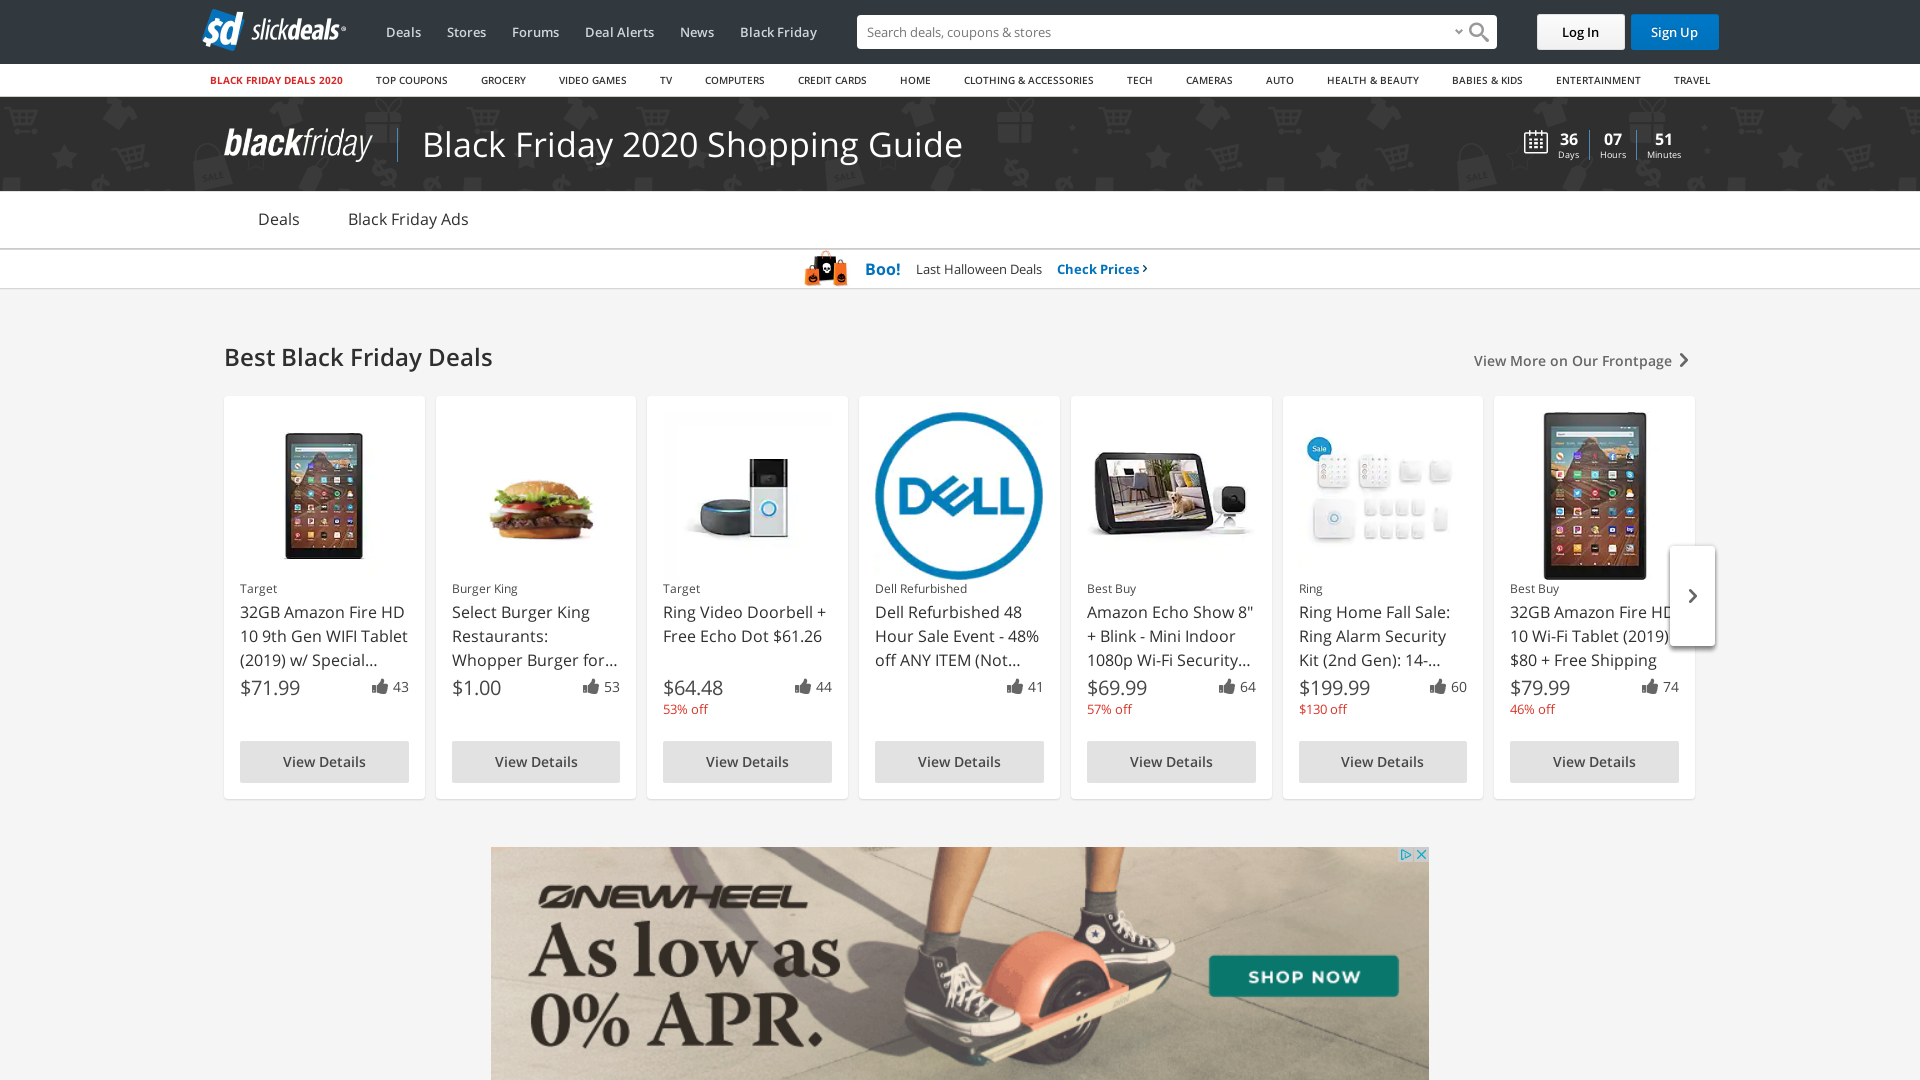 sd slickdeals
Deals
Stores
Forums
Deal Alerts
News
Black Friday
Search deals, coupons & stores
Log In
Sign Up
BLACK FRIDAY DEALS 2020
TOP COUPONS
GROCERY
VIDEO GAMES
TV
COMPUTERS
CREDIT CARDS
HOME
CLOTHING & ACCESSORIES
TECH
CAMERAS
AUTO
HEALTH & BEAUTY
BABIES & KIDS
ENTERTAINMENT
TRAVEL
blackfriday
Black Friday 2020 Shopping Guide
36 07 51
Days Hours Minutes
Deals
Black Friday Ads
Boo! Last Halloween Deals Check Prices
Best Black Friday Deals
View More on Our Frontpage
Target
32GB Amazon Fire HD
10 9th Gen WIFI Tablet
(2019) w/ Special...
$71.99 43
View Details
Burger King
Select Burger King
Restaurants:
Whopper Burger for...
$1.00 53
View Details
Target
Ring Video Doorbell +
Free Echo Dot $61.26
$64.48 44
53% off
View Details
DELL
Dell Refurbished
Dell Refurbished 48
Hour Sale Event - 48%
off ANY ITEM (Not...
41
View Details
Best Buy
Amazon Echo Show 8"
+ Blink - Mini Indoor
1080p Wi-Fi Security...
$69.99 64
57% off
View Details
Sale
Ring
Ring Home Fall Sale:
Ring Alarm Security
Kit (2nd Gen): 14-...
$199.99 60
$130 off
View Details
Best Buy
32GB Amazon Fire HD
10 Wi-Fi Tablet (2019)
$80 + Free Shipping
$79.99 74
46% off
View Details
ONEWHEEL
As low as
0% APR.
SHOP NOW